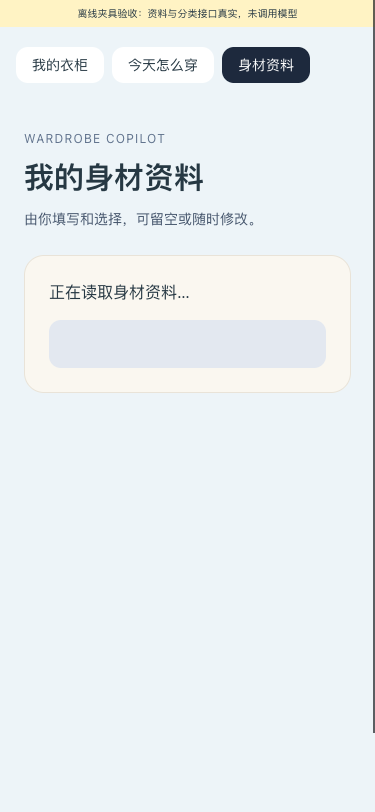 离线夹具验收：资料与分类接口真实，未调用模型
我的衣柜
今天怎么穿
身材资料
WARDROBE COPILOT
我的身材资料
由你填写和选择，可留空或随时修改。
正在读取身材资料…